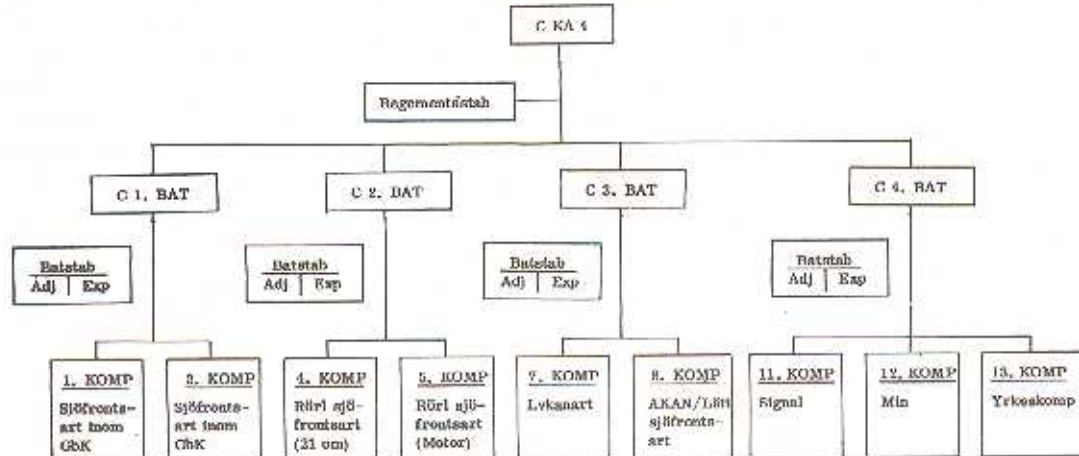 C KA 4
Regementsstab
C 1. BAT
C 2. BAT
C 3. BAT
C 4. BAT
Batstab
Adj | Exp
Batstab
Adj | Exp
Batstab
Adj | Exp
Batstab
Adj | Exp
1. KOMP
Sjöfronts-
art inom
GbK
2. KOMP
Sjöfronts-
art inom
GbK
4. KOMP
Rörl sjö-
frontsart
(21 cm)
5. KOMP
Rörl sjö-
frontsart
(Motor)
7. KOMP
Lvkanart
8. KOMP
AKAN/Lätt
sjöfronts-
art
11. KOMP
Signal
12. KOMP
Min
13. KOMP
Yrkeskomp